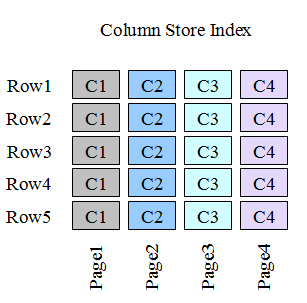 Column Store Index
Row1 C1 C2 C3 C4
Row2 C1 C2 C3 C4
Row3 C1 C2 C3 C4
Row4 C1 C2 C3 C4
Row5 C1 C2 C3 C4
Page1 Page2 Page3 Page4